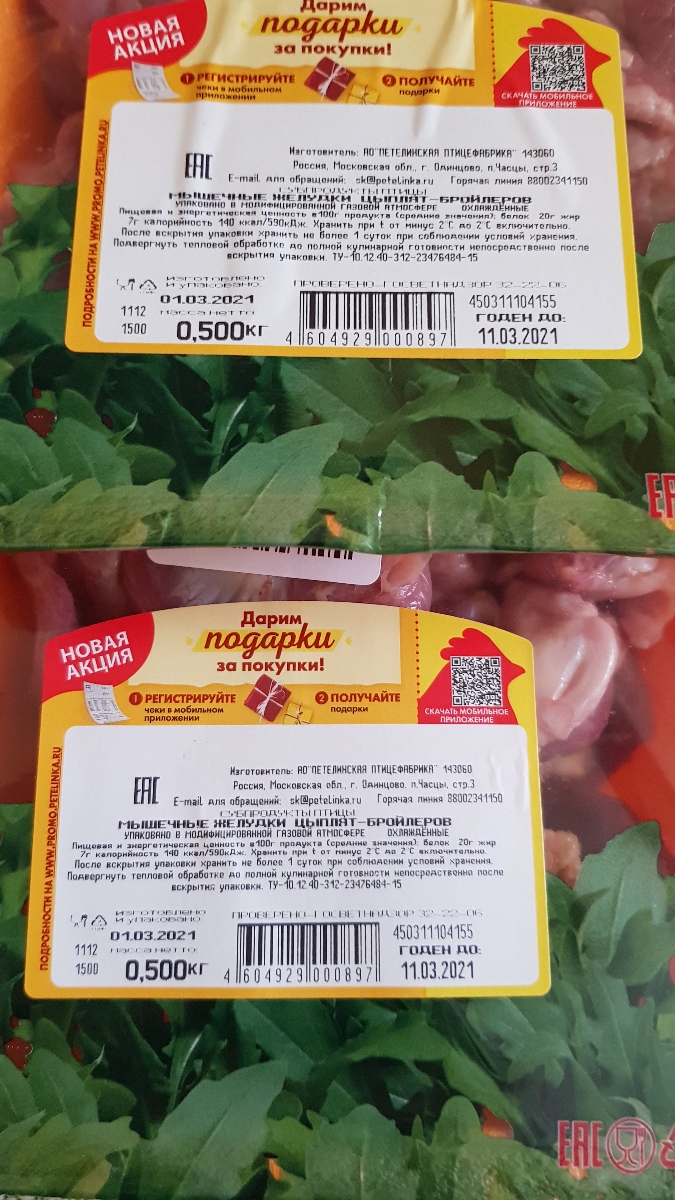 НОВАЯ
АКЦИЯ
Дарим
подарки
за покупки!
1 РЕГИСТРИРУЙТЕ
чеки в мобильном
приложении
2 ПОЛУЧАЙТЕ
подарки
СКАЧАТЬ МОБИЛЬНОЕ
ПРИЛОЖЕНИЕ
ПОДРОБНОСТИ НА WWW.PROMO.PETELINKA.RU
EAC
Изготовитель: АО"ПЕТЕЛИНСКАЯ ПТИЦЕФАБРИКА" 143060
Россия, Московская обл., г. Одинцово, п.Часцы, стр.3
E-mail для обращений: sk@petelinka.ru Горячая линия 88002341150
СУБПРОДУКТЫ ПТИЦЫ
МЫШЕЧНЫЕ ЖЕЛУДКИ ЦЫПЛЯТ-БРОЙЛЕРОВ
УПАКОВАНО В МОДИФИЦИРОВАННОЙ ГАЗОВОЙ АТМОСФЕРЕ ОХЛАЖДЁННЫЕ
Пищевая и энергетическая ценность в100г продукта (средние значения): белок 20г жир
7г калорийность 140 ккал/590кДж. Хранить при t от минус 2˚С до 2˚С включительно.
После вскрытия упаковки хранить не более 1 суток при соблюдении условий хранения.
Подвергнуть тепловой обработке до полной кулинарной готовности непосредственно после
вскрытия упаковки. ТУ-10.12.40-312-23476484-15
ИЗГОТОВЛЕНО
И УПАКОВАНО:
ПРОВЕРЕНО-ГОСВЕТНАДЗОР 32-22-06
01.03.2021
450311104155
1112
МАССА НЕТТО:
ГОДЕН ДО:
1500
0,500КГ
4 604929 000897
11.03.2021
EAC
НОВАЯ
АКЦИЯ
Дарим
подарки
за покупки!
1 РЕГИСТРИРУЙТЕ
чеки в мобильном
приложении
2 ПОЛУЧАЙТЕ
подарки
СКАЧАТЬ МОБИЛЬНОЕ
ПРИЛОЖЕНИЕ
ПОДРОБНОСТИ НА WWW.PROMO.PETELINKA.RU
EAC
Изготовитель: АО"ПЕТЕЛИНСКАЯ ПТИЦЕФАБРИКА" 143060
Россия, Московская обл., г. Одинцово, п.Часцы, стр.3
E-mail для обращений: sk@petelinka.ru Горячая линия 88002341150
СУБПРОДУКТЫ ПТИЦЫ
МЫШЕЧНЫЕ ЖЕЛУДКИ ЦЫПЛЯТ-БРОЙЛЕРОВ
УПАКОВАНО В МОДИФИЦИРОВАННОЙ ГАЗОВОЙ АТМОСФЕРЕ ОХЛАЖДЁННЫЕ
Пищевая и энергетическая ценность в100г продукта (средние значения): белок 20г жир
7г калорийность 140 ккал/590кДж. Хранить при t от минус 2˚С до 2˚С включительно.
После вскрытия упаковки хранить не более 1 суток при соблюдении условий хранения.
Подвергнуть тепловой обработке до полной кулинарной готовности непосредственно после
вскрытия упаковки. ТУ-10.12.40-312-23476484-15
ИЗГОТОВЛЕНО
И УПАКОВАНО:
ПРОВЕРЕНО-ГОСВЕТНАДЗОР 32-22-06
01.03.2021
450311104155
1112
МАССА НЕТТО:
ГОДЕН ДО:
1500
0,500КГ
4 604929 000897
11.03.2021
EAC